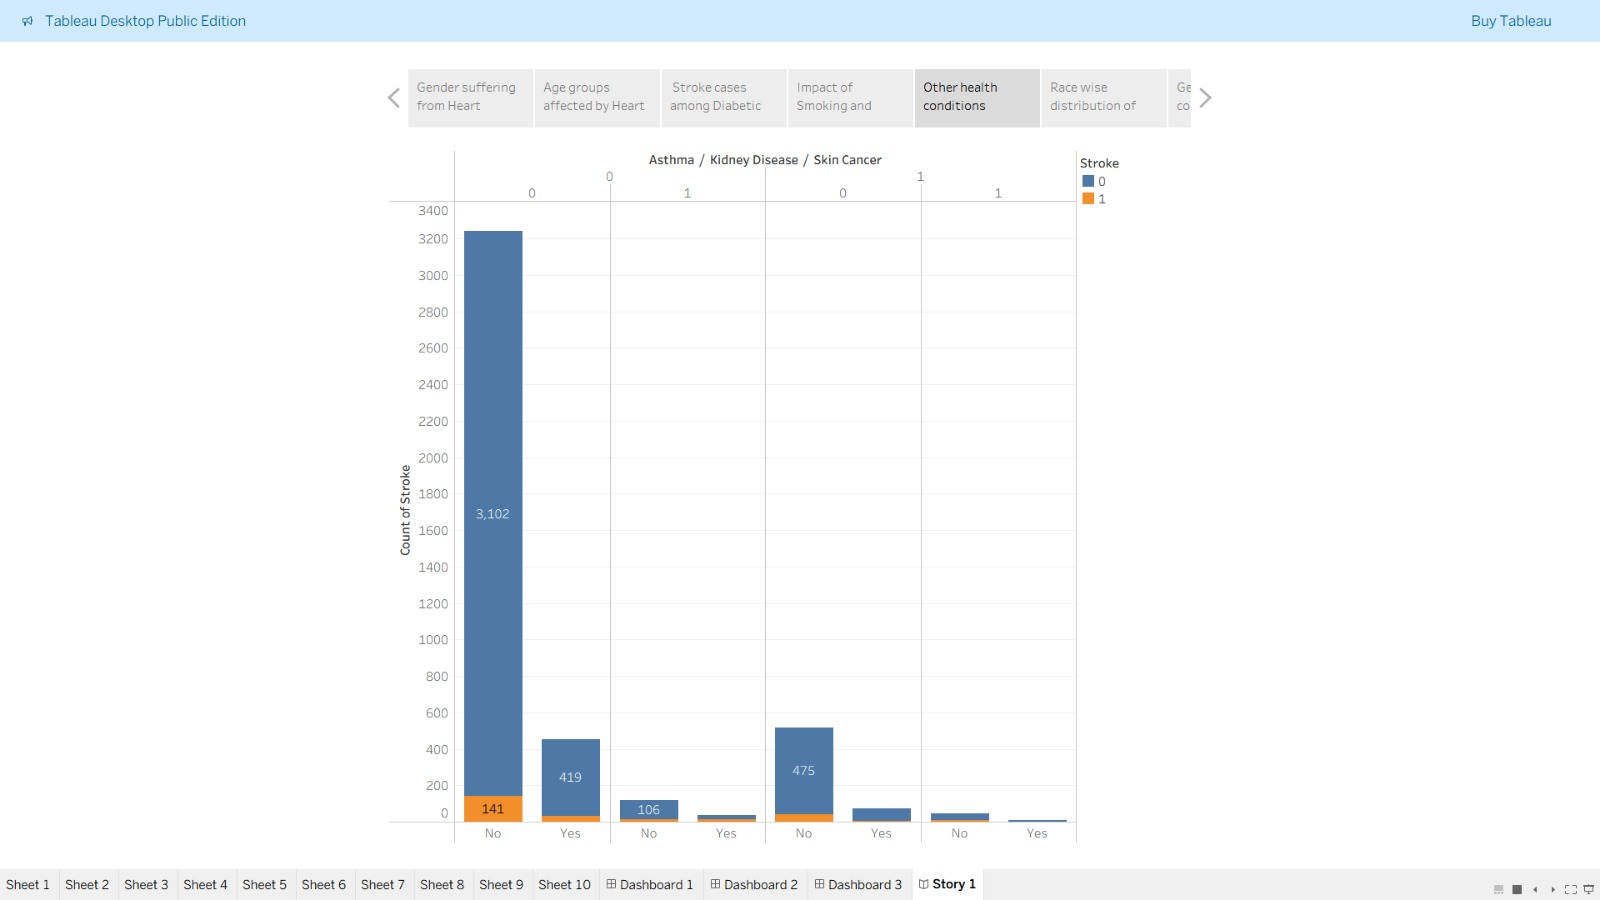 Tableau Desktop Public Edition
Buy Tableau
Gender suffering
from Heart
Age groups
affected by Heart
Stroke cases
among Diabetic
Impact of
Smoking and
Other health
conditions
Race wise
distribution of
Ge
co
Asthma / Kidney Disease / Skin Cancer
0 1
0 1 0 1
Stroke
0
1
3400
3200
3000
2800
2600
2400
2200
2000
1800
1600
1400
1200
1000
800
600
400
200
0
Count of Stroke
3,102
141
419
106
475
No Yes No Yes No Yes No Yes
Sheet 1 Sheet 2 Sheet 3 Sheet 4 Sheet 5 Sheet 6 Sheet 7 Sheet 8 Sheet 9 Sheet 10 Dashboard 1 Dashboard 2 Dashboard 3 Story 1